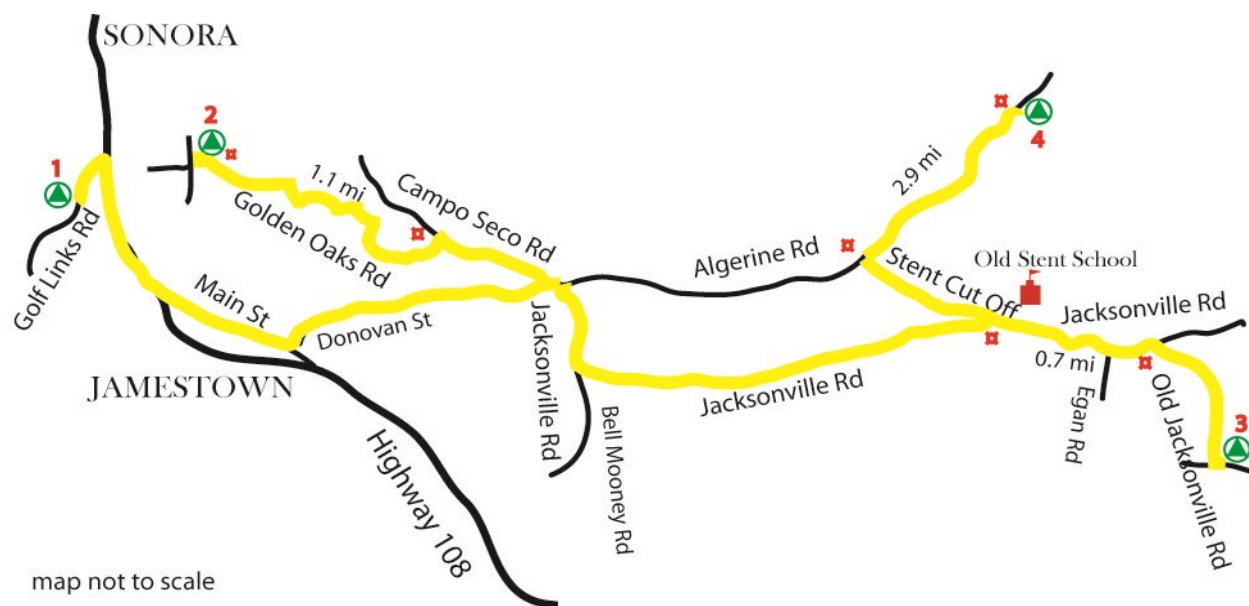 SONORA
1
2
1.1 mi
Golf Links Rd
Golden Oaks Rd
Campo Seco Rd
Main St
Donovan St
JAMESTOWN
Highway 108
Jacksonville Rd
Bell Mooney Rd
Algerine Rd
2.9 mi
4
Stent Cut Off
Old Stent School
Jacksonville Rd
Jacksonville Rd
0.7 mi
Egan Rd
Old Jacksonville Rd
3
map not to scale